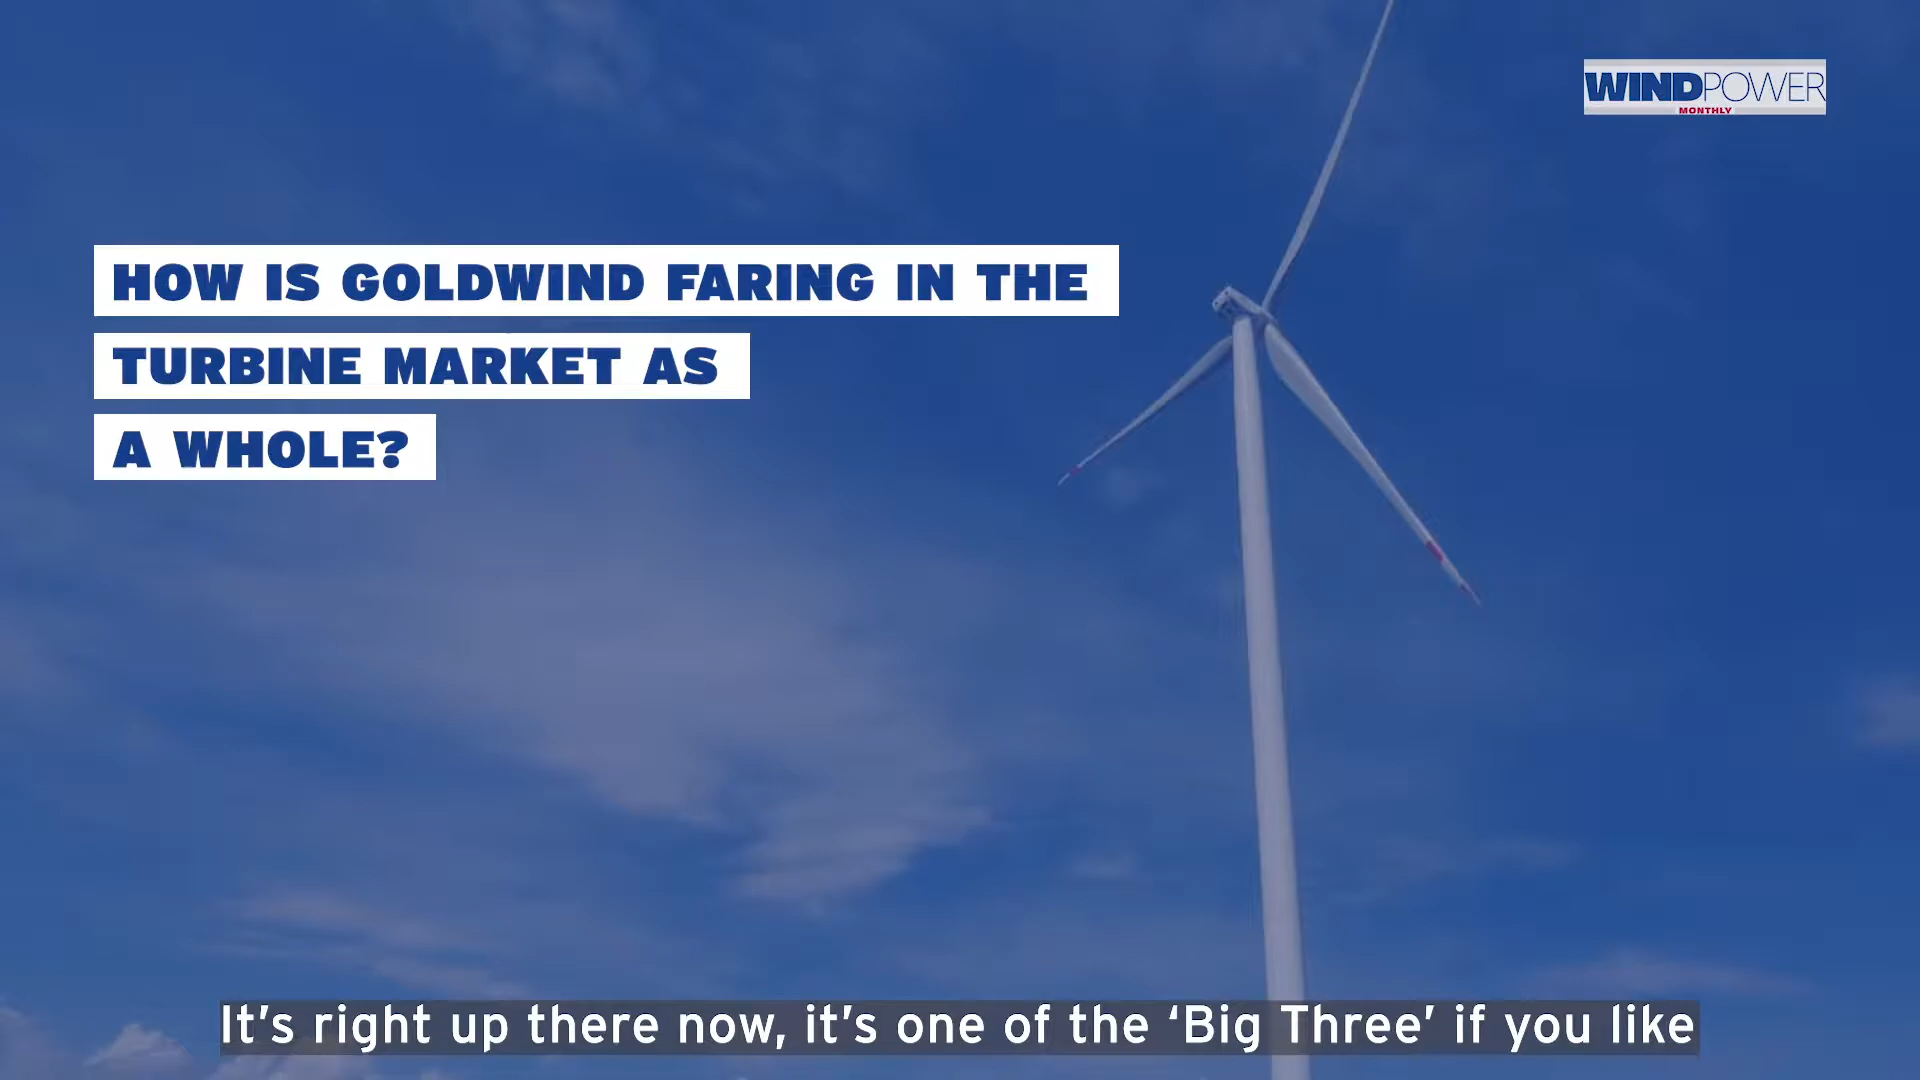 WINDPOWER
MONTHLY
HOW IS GOLDWIND FARING IN THE
TURBINE MARKET AS
A WHOLE?
It's right up there now, it's one of the ‘Big Three’ if you like